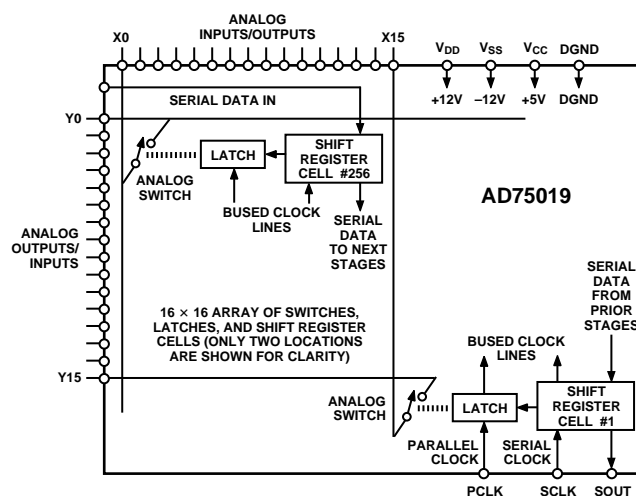 ANALOG
INPUTS/OUTPUTS
X0
X15
VDD
VSS
VCC
DGND
+12V
–12V
+5V
DGND
SERIAL DATA IN
Y0
LATCH
SHIFT
REGISTER
CELL #256
ANALOG
SWITCH
BUSED CLOCK
LINES
SERIAL
DATA
TO NEXT
STAGES
AD75019
ANALOG
OUTPUTS/
INPUTS
SERIAL
DATA
FROM
PRIOR
STAGES
16 × 16 ARRAY OF SWITCHES,
LATCHES, AND SHIFT REGISTER
CELLS (ONLY TWO LOCATIONS
ARE SHOWN FOR CLARITY)
BUSED CLOCK
LINES
Y15
ANALOG
SWITCH
LATCH
SHIFT
REGISTER
CELL #1
PARALLEL
CLOCK
SERIAL
CLOCK
PCLK
SCLK
SOUT